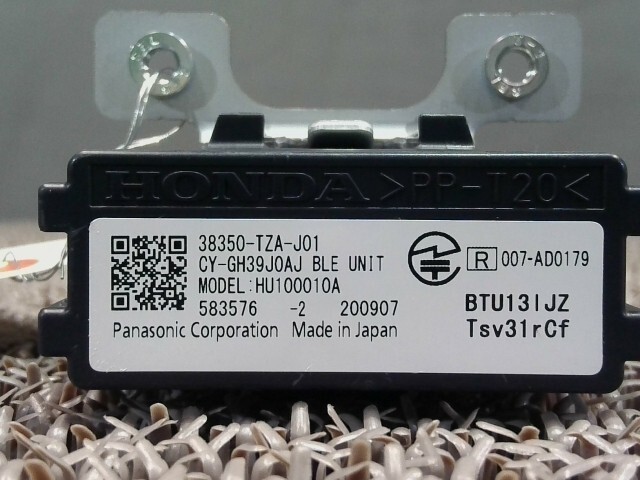 HONDA >PP-T20<
38350-TZA-J01
CY-GH39J0AJ BLE UNIT
MODEL:HU100010A
583576 -2 200907
Panasonic Corporation Made in Japan
R 007-AD0179
BTU13IJZ
Tsv31rCf